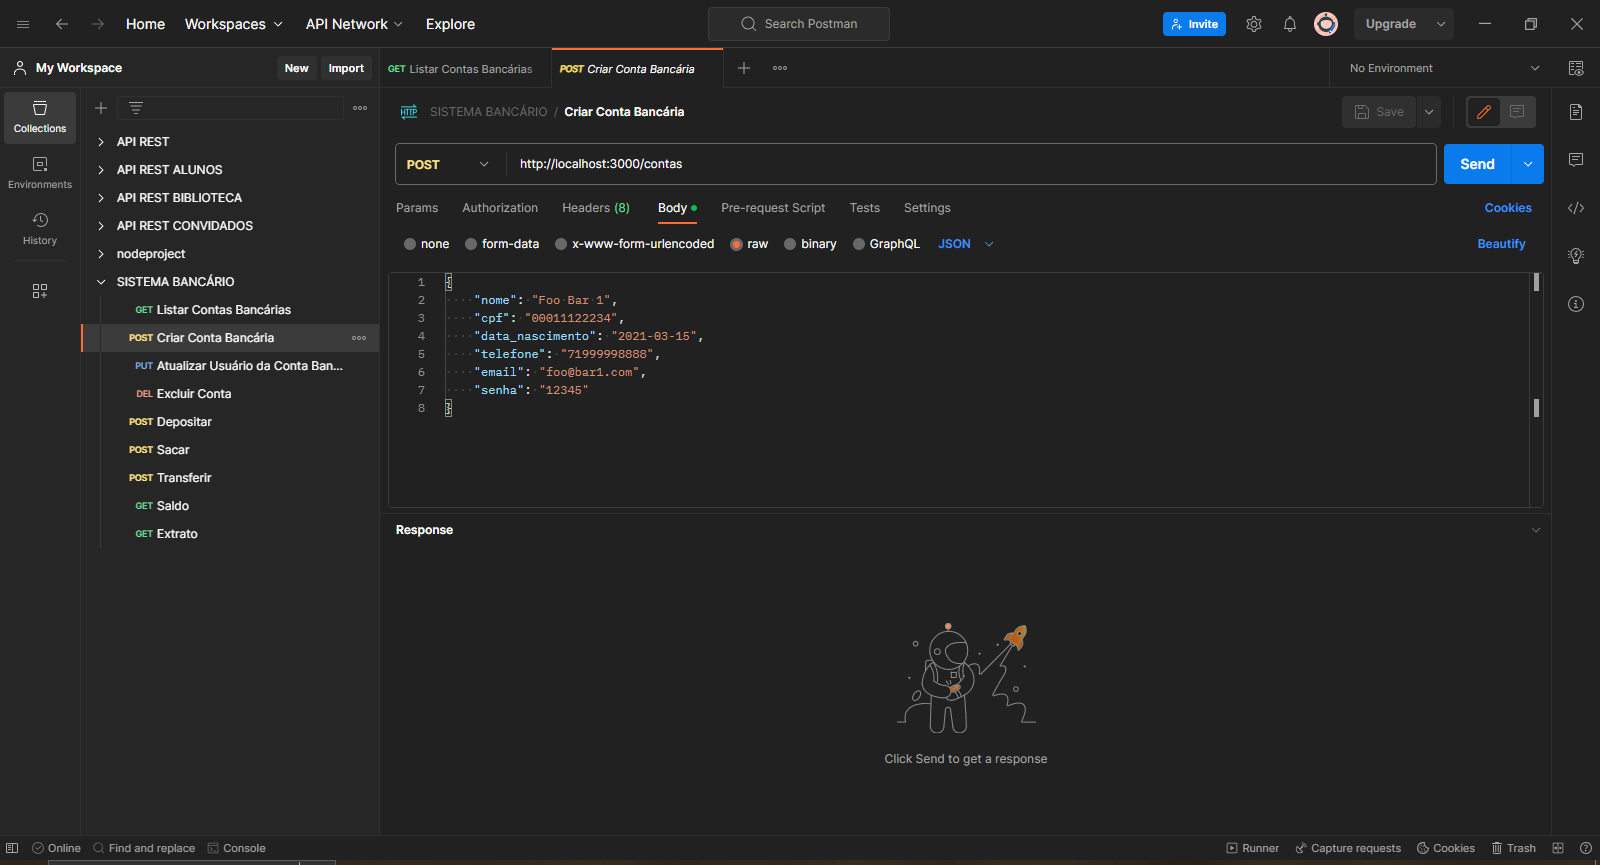 Home Workspaces API Network Explore Search Postman Invite Upgrade
My Workspace New Import GET Listar Contas Bancárias POST Criar Conta Bancária No Environment
Collections
Environments
History
API REST
API REST ALUNOS
API REST BIBLIOTECA
API REST CONVIDADOS
nodeproject
SISTEMA BANCÁRIO
GET Listar Contas Bancárias
POST Criar Conta Bancária
PUT Atualizar Usuário da Conta Ban...
DEL Excluir Conta
POST Depositar
POST Sacar
POST Transferir
GET Saldo
GET Extrato
HTTP SISTEMA BANCÁRIO / Criar Conta Bancária Save
POST http://localhost:3000/contas Send
Params Authorization Headers (8) Body Pre-request Script Tests Settings Cookies
none form-data x-www-form-urlencoded raw binary GraphQL JSON Beautify
1 {
2 "nome": "Foo Bar 1",
3 "cpf": "00011122234",
4 "data_nascimento": "2021-03-15",
5 "telefone": "71999998888",
6 "email": "foo@bar1.com",
7 "senha": "12345"
8 }
Response
Click Send to get a response
Online Find and replace Console Runner Capture requests Cookies Trash